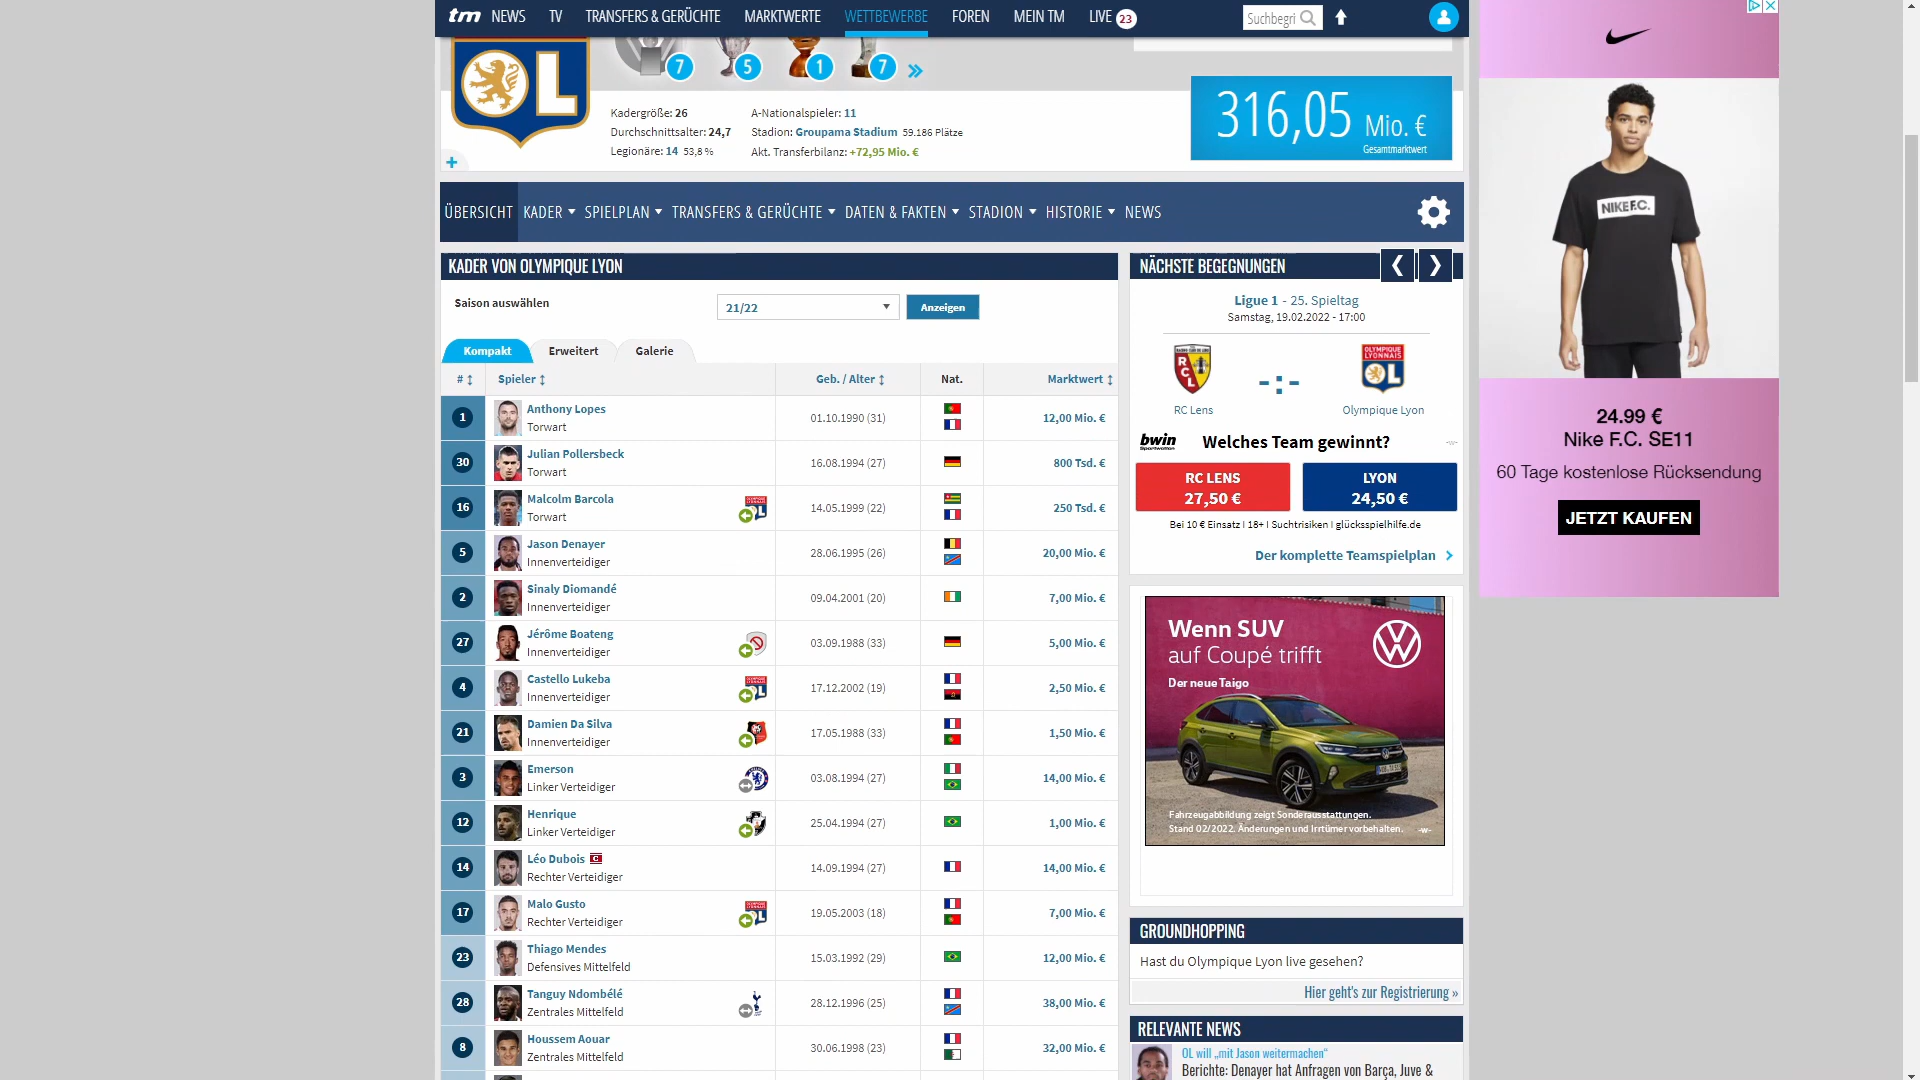 tm NEWS TV TRANSFERS & GERÜCHTE MARKTWERTE WETTBEWERBE FOREN MEIN TM LIVE 23 Suchbegri
7 5 1 7
OL
Kadergröße: 26
Durchschnittsalter: 24,7
Legionäre: 14 53,8 %
A-Nationalspieler: 11
Stadion: Groupama Stadium 59.186 Plätze
Akt. Transferbilanz: +72,95 Mio. €
316,05 Mio. €
Gesamtmarktwert
ÜBERSICHT KADER SPIELPLAN TRANSFERS & GERÜCHTE DATEN & FAKTEN STADION HISTORIE NEWS
KADER VON OLYMPIQUE LYON
Saison auswählen 21/22 Anzeigen
Kompakt Erweitert Galerie
# Spieler Geb. / Alter Nat. Marktwert
1 Anthony Lopes 01.10.1990 (31) 12,00 Mio. €
Torwart
30 Julian Pollersbeck 16.08.1994 (27) 800 Tsd. €
Torwart
16 Malcolm Barcola 14.05.1999 (22) 250 Tsd. €
Torwart
5 Jason Denayer 28.06.1995 (26) 20,00 Mio. €
Innenverteidiger
2 Sinaly Diomandé 09.04.2001 (20) 7,00 Mio. €
Innenverteidiger
27 Jérôme Boateng 03.09.1988 (33) 5,00 Mio. €
Innenverteidiger
4 Castello Lukeba 17.12.2002 (19) 2,50 Mio. €
Innenverteidiger
21 Damien Da Silva 17.05.1988 (33) 1,50 Mio. €
Innenverteidiger
3 Emerson 03.08.1994 (27) 14,00 Mio. €
Linker Verteidiger
12 Henrique 25.04.1994 (27) 1,00 Mio. €
Linker Verteidiger
14 Léo Dubois C 14.09.1994 (27) 14,00 Mio. €
Rechter Verteidiger
17 Malo Gusto 19.05.2003 (18) 7,00 Mio. €
Rechter Verteidiger
23 Thiago Mendes 15.03.1992 (29) 12,00 Mio. €
Defensives Mittelfeld
28 Tanguy Ndombélé 28.12.1996 (25) 38,00 Mio. €
Zentrales Mittelfeld
8 Houssem Aouar 30.06.1998 (23) 32,00 Mio. €
Zentrales Mittelfeld
NÄCHSTE BEGEGNUNGEN
Ligue 1 - 25. Spieltag
Samstag, 19.02.2022 - 17:00
RCL
OLYMPIQUE LYONNAIS
OL
-:-
RC Lens Olympique Lyon
bwin Welches Team gewinnt? -w-
Sportwetten
RC LENS LYON
27,50 € 24,50 €
Bei 10 € Einsatz I 18+ I Suchtrisiken I glücksspielhilfe.de
Der komplette Teamspielplan
Wenn SUV
auf Coupé trifft
Der neue Taigo
Fahrzeugabbildung zeigt Sonderausstattungen.
Stand 02/2022. Änderungen und Irrtümer vorbehalten. -w-
GROUNDHOPPING
Hast du Olympique Lyon live gesehen?
Hier geht's zur Registrierung »
RELEVANTE NEWS
OL will „mit Jason weitermachen“
Berichte: Denayer hat Anfragen von Barça, Juve &
NIKE F.C.
24.99 €
Nike F.C. SE11
60 Tage kostenlose Rücksendung
JETZT KAUFEN